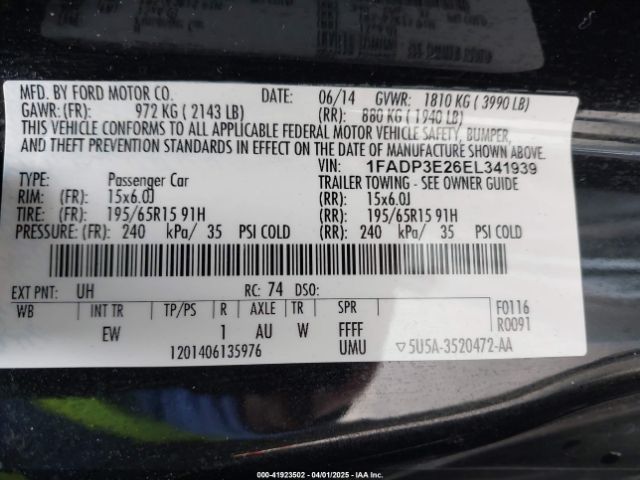 MFD. BY FORD MOTOR CO.
DATE: 06/14 GVWR: 1810 KG ( 3990 LB)
GAWR: (FR): 972 KG ( 2143 LB) (RR): 880 KG ( 1940 LB)
THIS VEHICLE CONFORMS TO ALL APPLICABLE FEDERAL MOTOR VEHICLE SAFETY, BUMPER,
AND THEFT PREVENTION STANDARDS IN EFFECT ON THE DATE OF MANUFACTURE SHOWN ABOVE.
VIN: 1FADP3E26EL341939
TYPE: Passenger Car TRAILER TOWING - SEE OWNER GUIDE
RIM: (FR): 15x6.0J (RR): 15x6.0J
TIRE: (FR): 195/65R15 91H (RR): 195/65R15 91H
PRESSURE: (FR): 240 kPa/ 35 PSI COLD (RR): 240 kPa/ 35 PSI COLD
EXT PNT: UH RC: 74 DSO:
WB INT TR TP/PS R AXLE TR SPR F0116
EW 1 AU W FFFF R0091
1201406135976 UMU ▽5U5A-3520472-AA
000-41923502 - 04/01/2025 - IAA Inc.